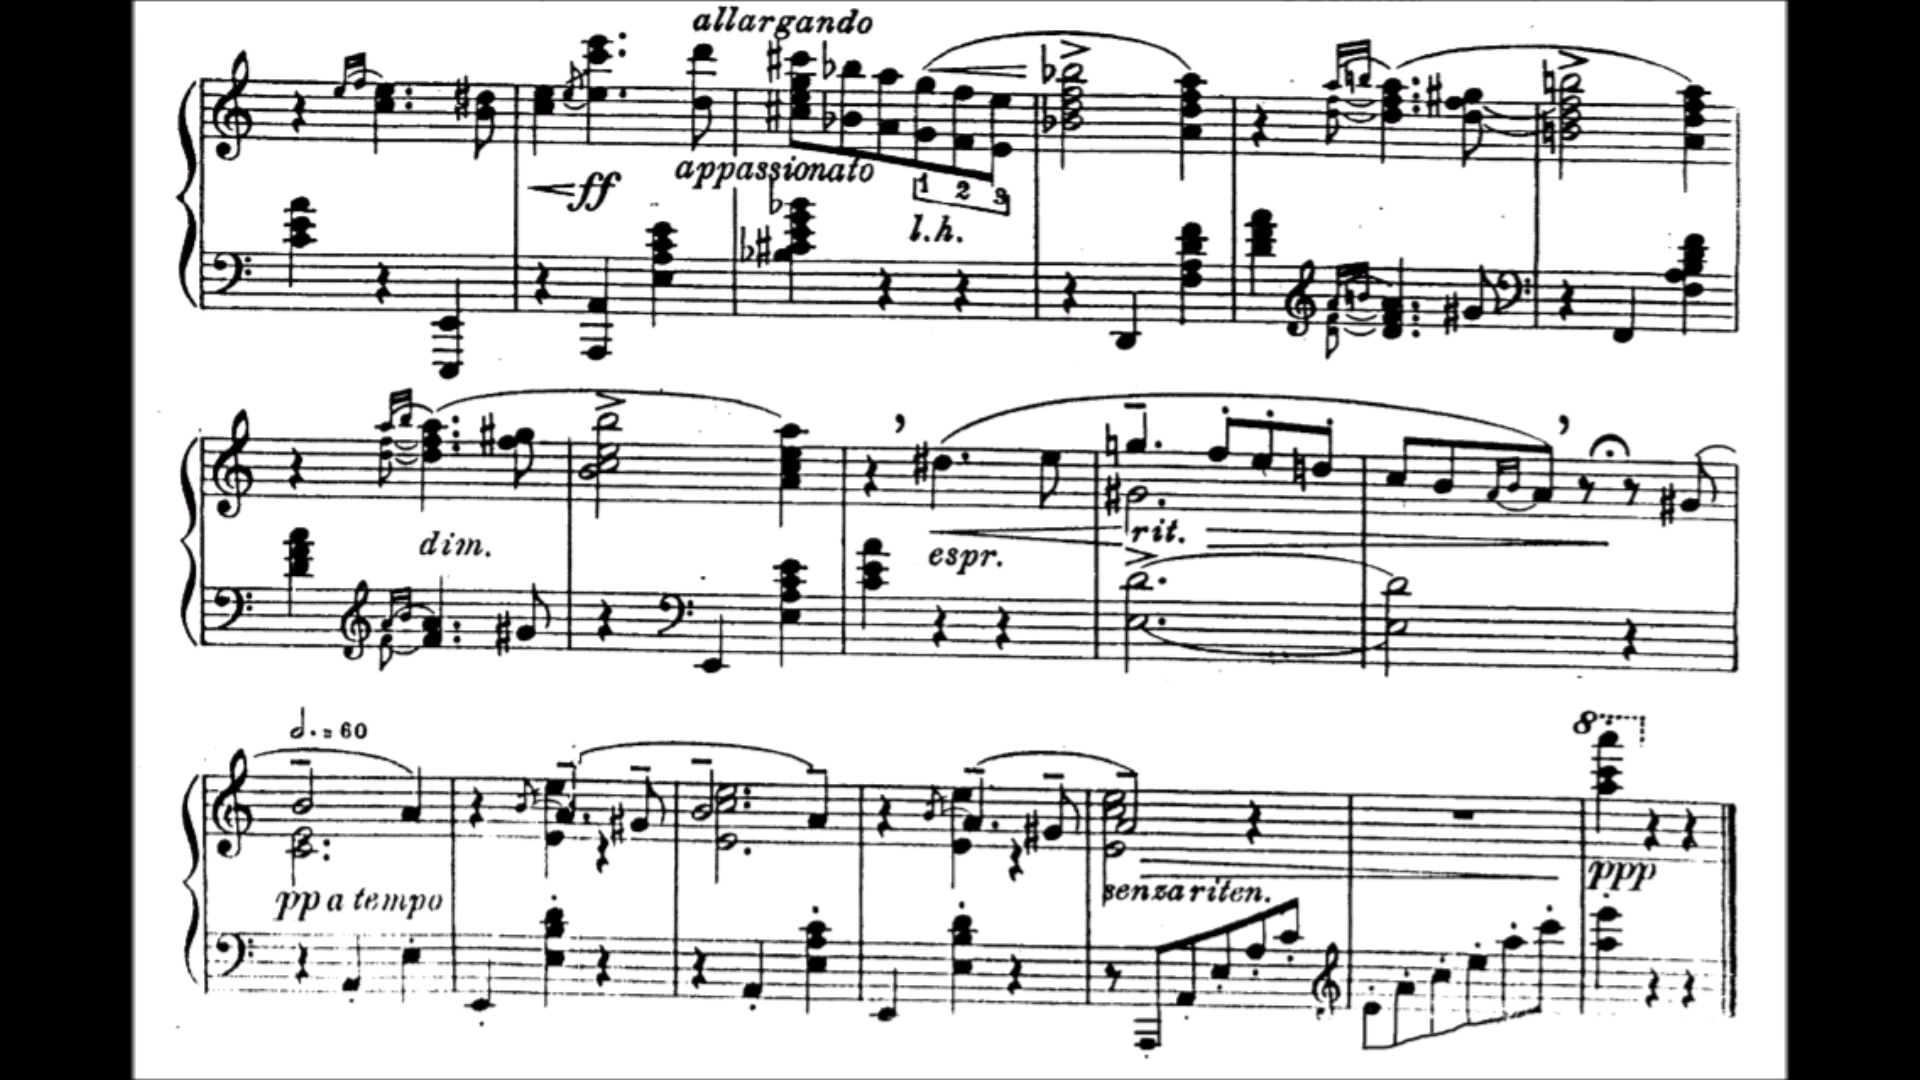 allargando
ff
appassionato
1 2 3
l.h.
dim.
espr.
rit.
♩. = 60
pp a tempo
senza riten.
8
ppp